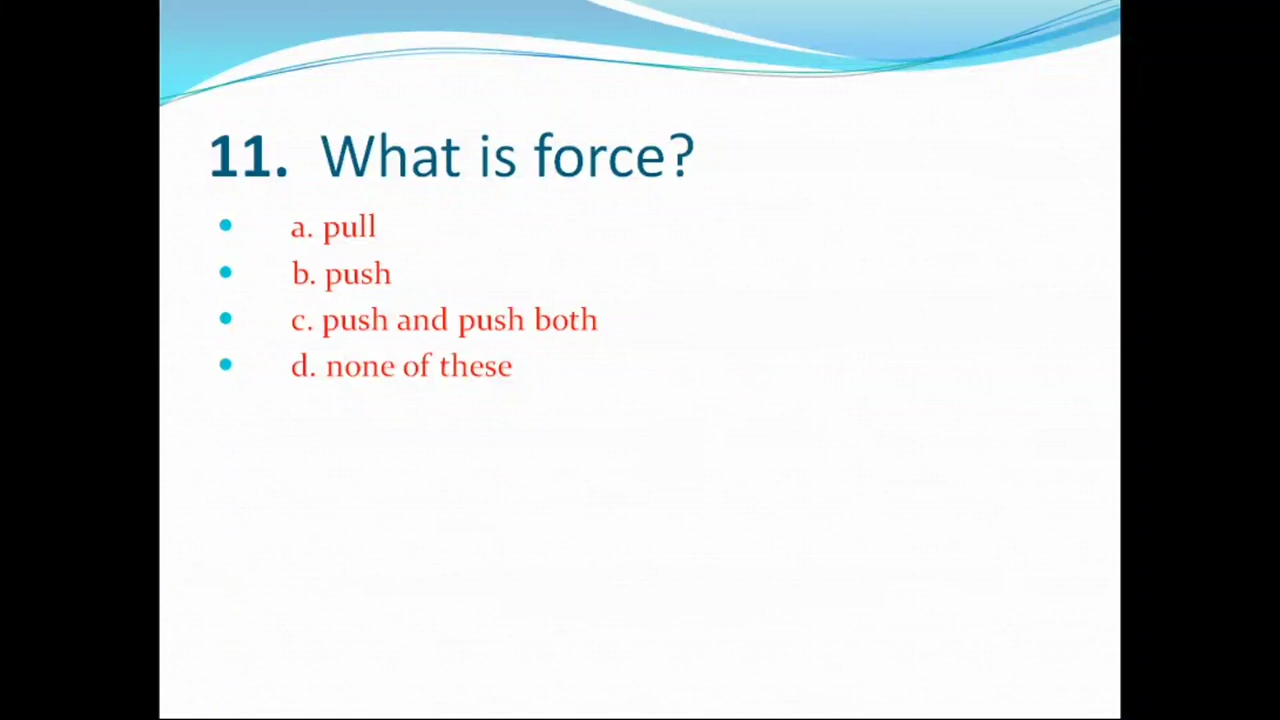 11. What is force?
• a. pull
• b. push
• c. push and push both
• d. none of these